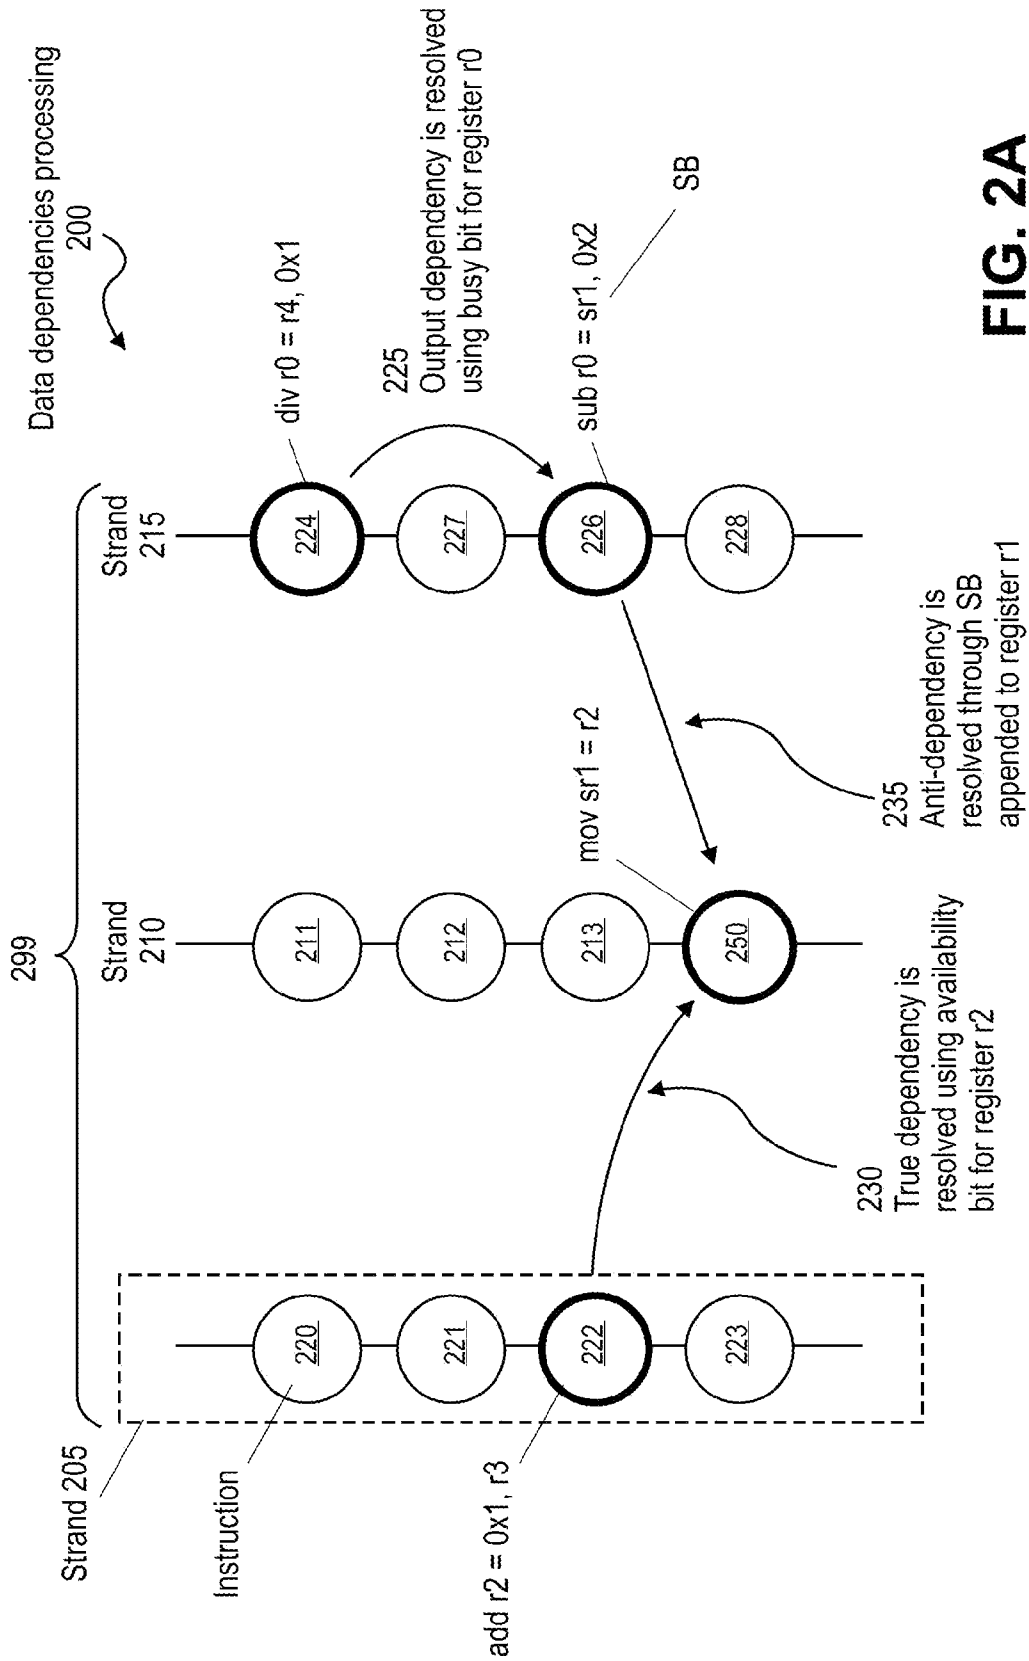 Data dependencies processing
200
299
Strand 205
Strand
210
Strand
215
Instruction
220
221
222
223
211
212
213
250
224
227
226
228
add r2 = 0x1, r3
mov sr1 = r2
div r0 = r4, 0x1
225
Output dependency is resolved
using busy bit for register r0
sub r0 = sr1, 0x2
SB
230
True dependency is
resolved using availability
bit for register r2
235
Anti-dependency is
resolved through SB
appended to register r1
FIG. 2A